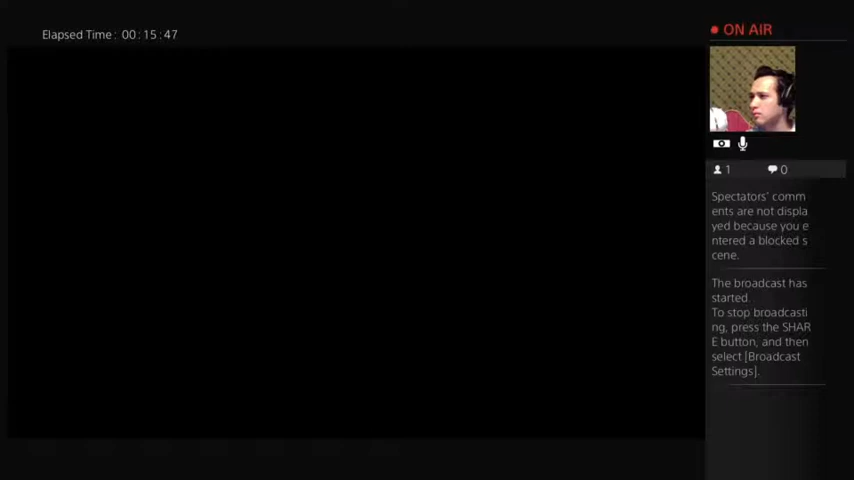 Elapsed Time: 00:15:47
ON AIR
1 0
Spectators' comm
ents are not displa
yed because you e
ntered a blocked s
cene.
The broadcast has
started.
To stop broadcasti
ng, press the SHAR
E button, and then
select [Broadcast
Settings].